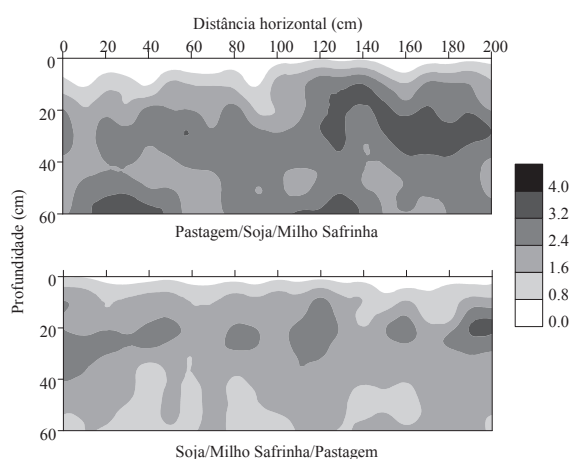 Distância horizontal (cm)
0 20 40 60 80 100 120 140 160 180 200
0
20
40
60
Pastagem/Soja/Milho Safrinha
Profundidade (cm)
4.0
3.2
2.4
1.6
0.8
0.0
0
20
40
60
Soja/Milho Safrinha/Pastagem